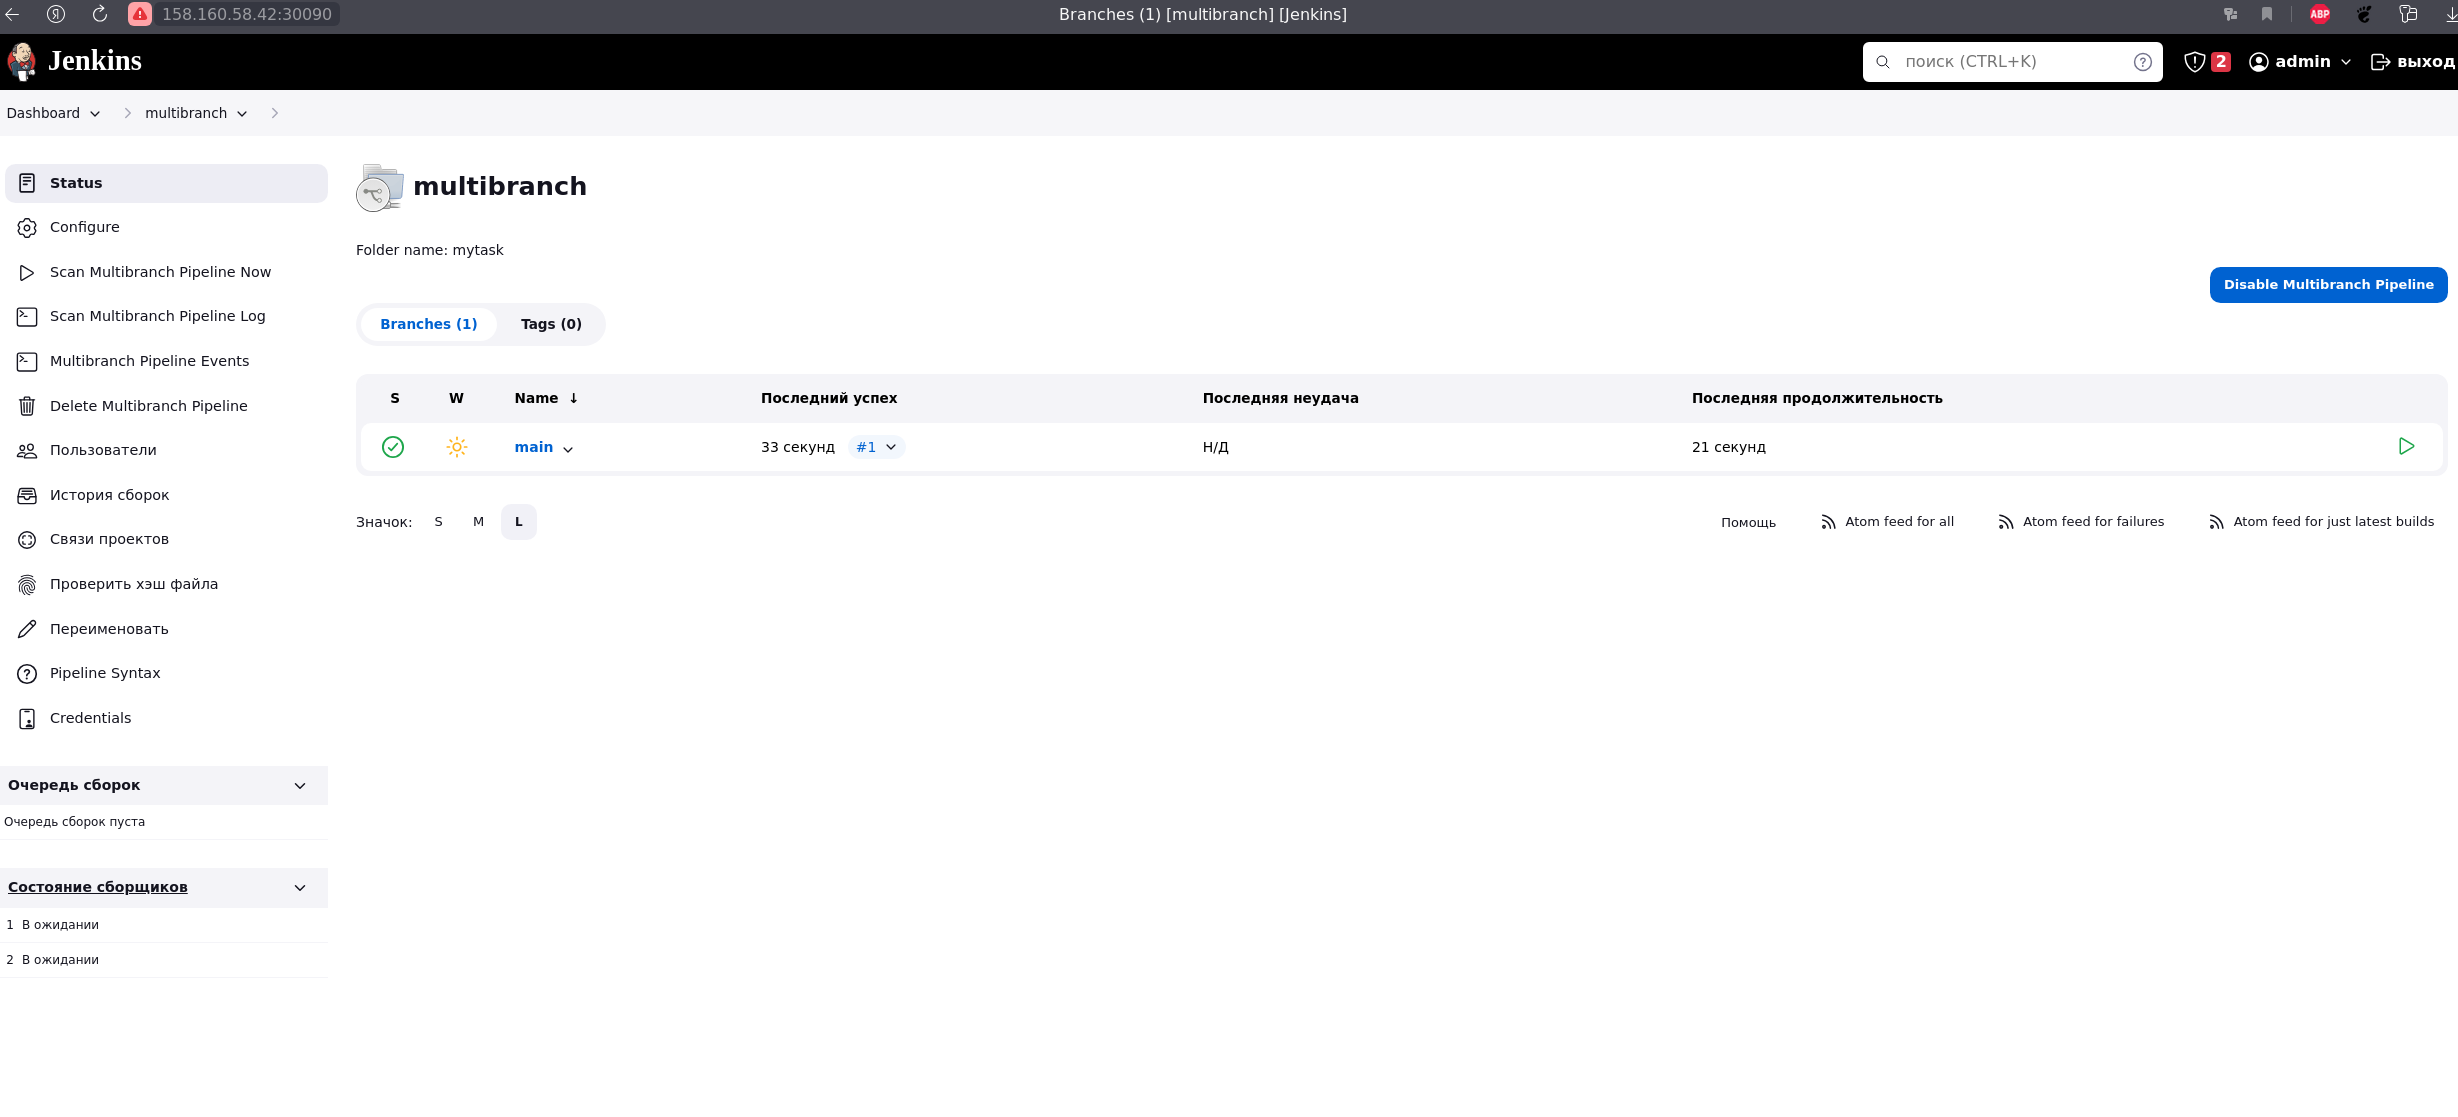 158.160.58.42:30090
Branches (1) [multibranch] [Jenkins]
ABP
Jenkins
поиск (CTRL+K)
2
admin
выход
Dashboard
multibranch
Status
Configure
Scan Multibranch Pipeline Now
Scan Multibranch Pipeline Log
Multibranch Pipeline Events
Delete Multibranch Pipeline
Пользователи
История сборок
Связи проектов
Проверить хэш файла
Переименовать
Pipeline Syntax
Credentials
Очередь сборок
Очередь сборок пуста
Состояние сборщиков
1 В ожидании
2 В ожидании
multibranch
Folder name: mytask
Disable Multibranch Pipeline
Branches (1) Tags (0)
S W Name ↓ Последний успех Последняя неудача Последняя продолжительность
main 33 секунд #1 Н/Д 21 секунд
Значок: S M L
Помощь Atom feed for all Atom feed for failures Atom feed for just latest builds